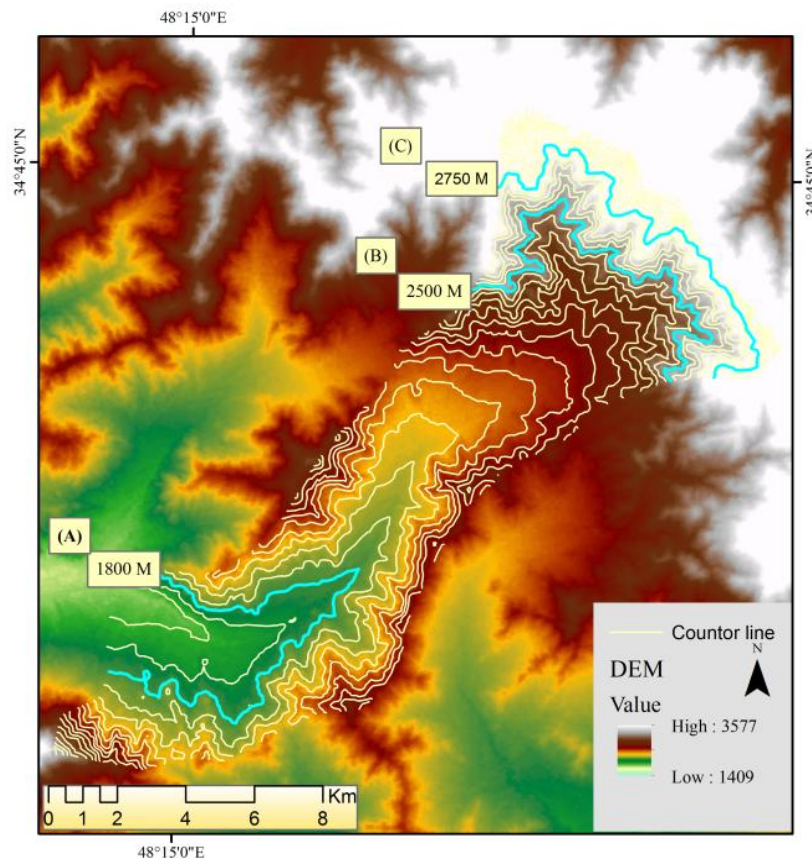 48°15'0"E
34°45'0"N
34°45'0"N
(C)
2750 M
(B)
2500 M
(A)
1800 M
Countor line
N
DEM
Value
High : 3577
Low : 1409
Km
0 1 2 4 6 8
48°15'0"E